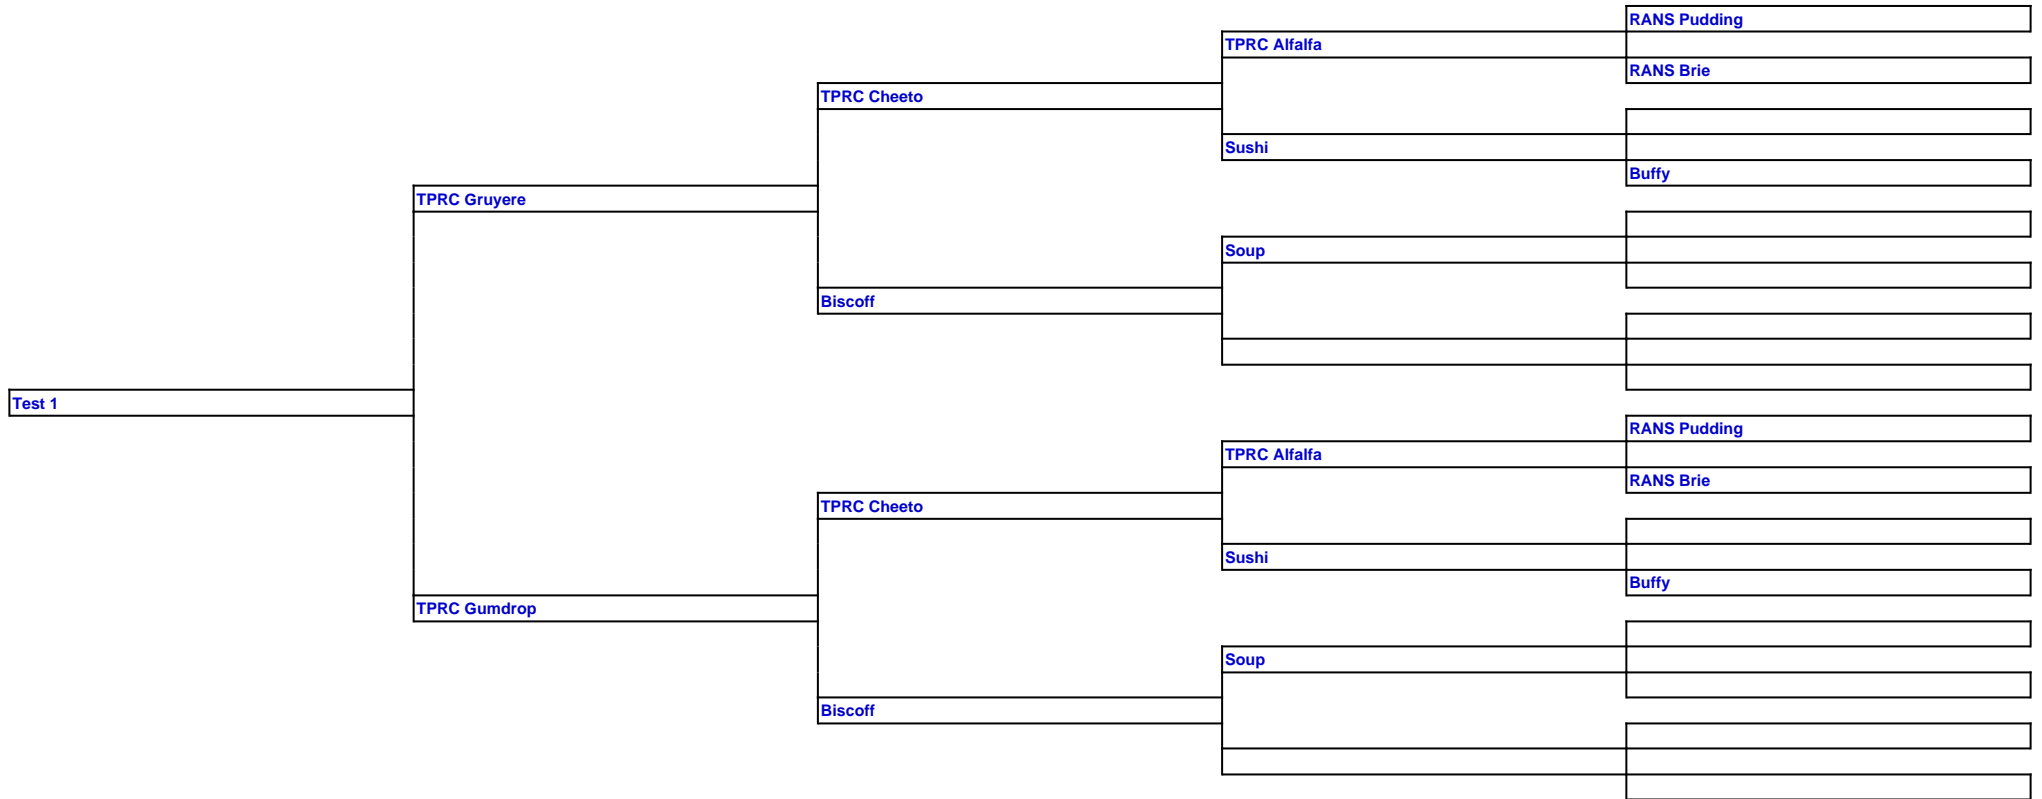 RANS Pudding
TPRC Alfalfa
RANS Brie
TPRC Cheeto
Sushi
Buffy
TPRC Gruyere
Soup
Biscoff
Test 1
RANS Pudding
TPRC Alfalfa
RANS Brie
TPRC Cheeto
Sushi
Buffy
TPRC Gumdrop
Soup
Biscoff